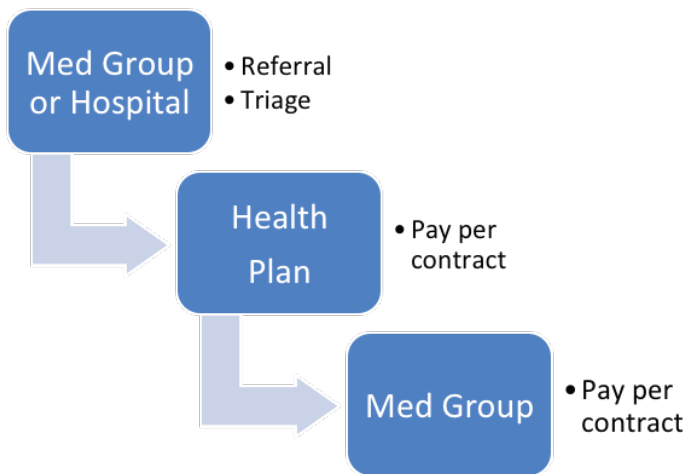 Med Group
or Hospital
• Referral
• Triage
Health
Plan
• Pay per
contract
Med Group
• Pay per
contract